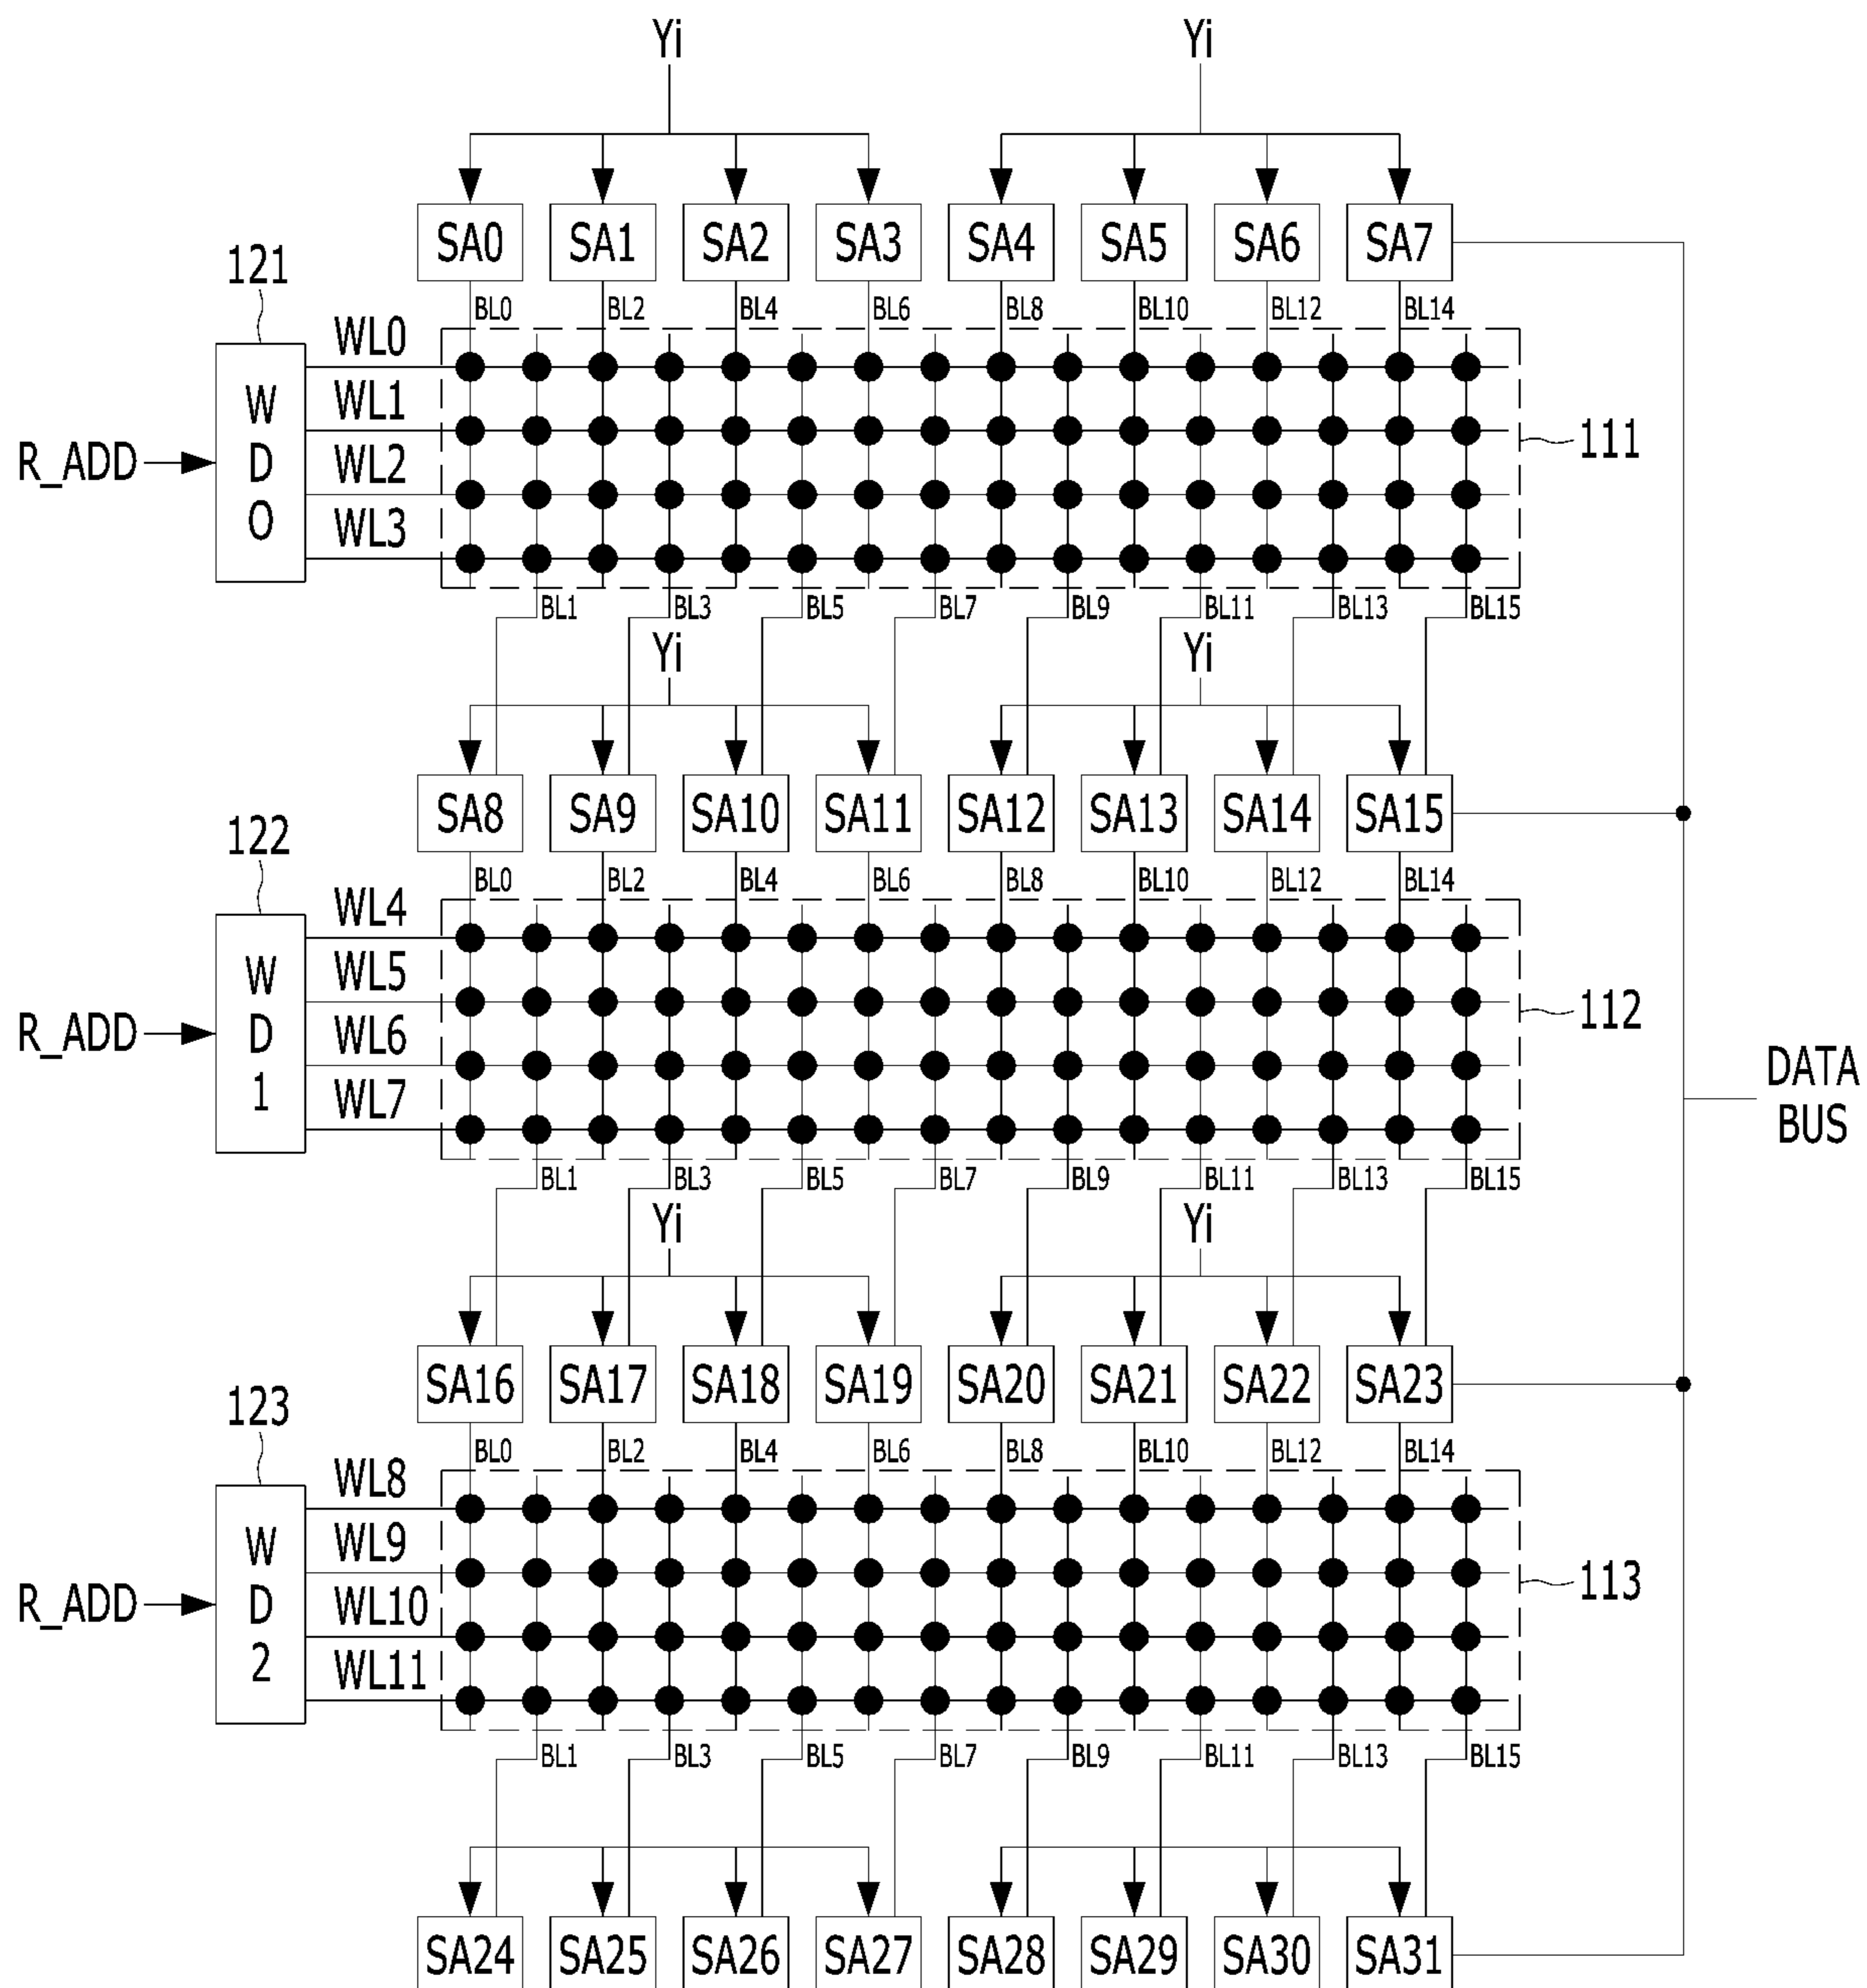 Yi Yi
SA0 SA1 SA2 SA3 SA4 SA5 SA6 SA7
121
BL0 BL2 BL4 BL6 BL8 BL10 BL12 BL14
WL0
WL1
WL2
WL3
R_ADD
W
D
0
111
BL1 BL3 BL5 BL7 BL9 BL11 BL13 BL15
Yi Yi
SA8 SA9 SA10 SA11 SA12 SA13 SA14 SA15
122
BL0 BL2 BL4 BL6 BL8 BL10 BL12 BL14
WL4
WL5
WL6
WL7
R_ADD
W
D
1
112
DATA
BUS
BL1 BL3 BL5 BL7 BL9 BL11 BL13 BL15
Yi Yi
SA16 SA17 SA18 SA19 SA20 SA21 SA22 SA23
123
BL0 BL2 BL4 BL6 BL8 BL10 BL12 BL14
WL8
WL9
WL10
WL11
R_ADD
W
D
2
113
BL1 BL3 BL5 BL7 BL9 BL11 BL13 BL15
SA24 SA25 SA26 SA27 SA28 SA29 SA30 SA31